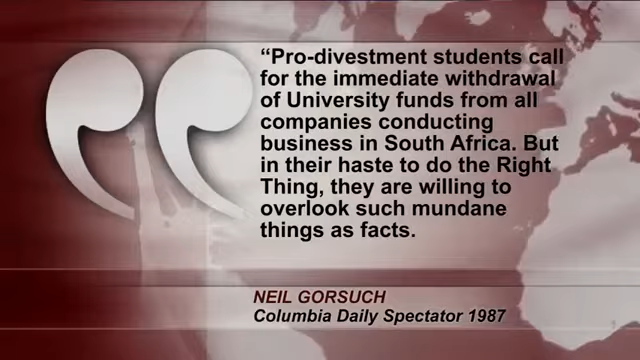 “Pro-divestment students call
for the immediate withdrawal
of University funds from all
companies conducting
business in South Africa. But
in their haste to do the Right
Thing, they are willing to
overlook such mundane
things as facts.
NEIL GORSUCH
Columbia Daily Spectator 1987